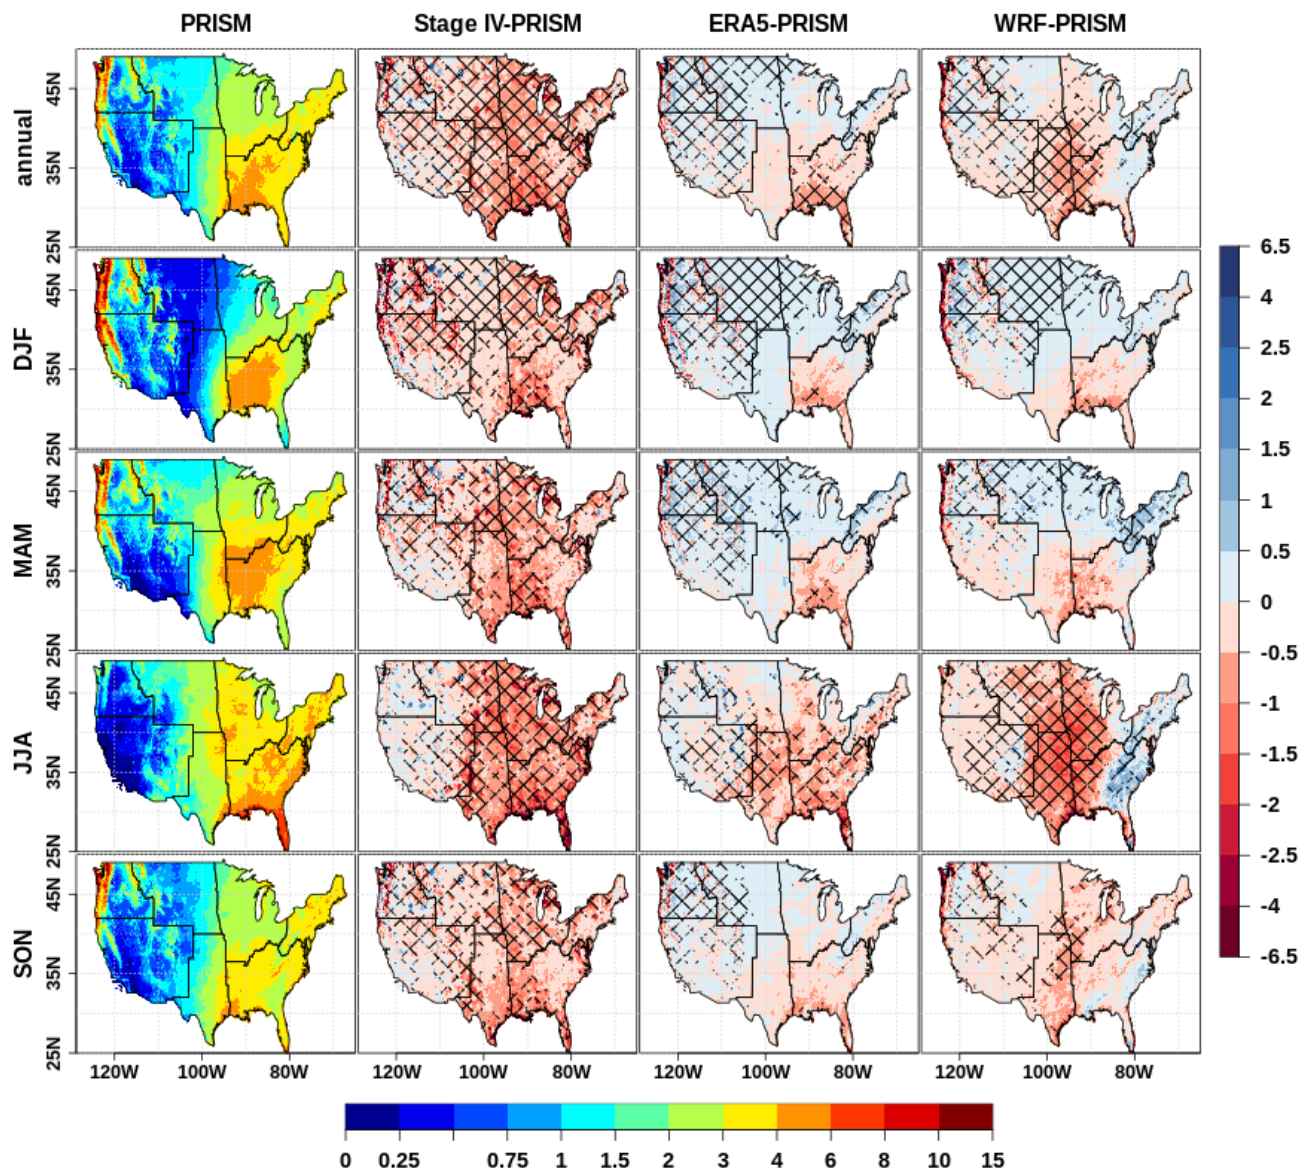 PRISM Stage IV-PRISM ERA5-PRISM WRF-PRISM
annual 45N 35N 25N
DJF 45N 35N 25N
MAM 45N 35N 25N
JJA 45N 35N 25N
SON 45N 35N 25N
120W 100W 80W 120W 100W 80W 120W 100W 80W 120W 100W 80W
6.5
4
2.5
2
1.5
1
0.5
0
-0.5
-1
-1.5
-2
-2.5
-4
-6.5
0 0.25 0.75 1 1.5 2 3 4 6 8 10 15